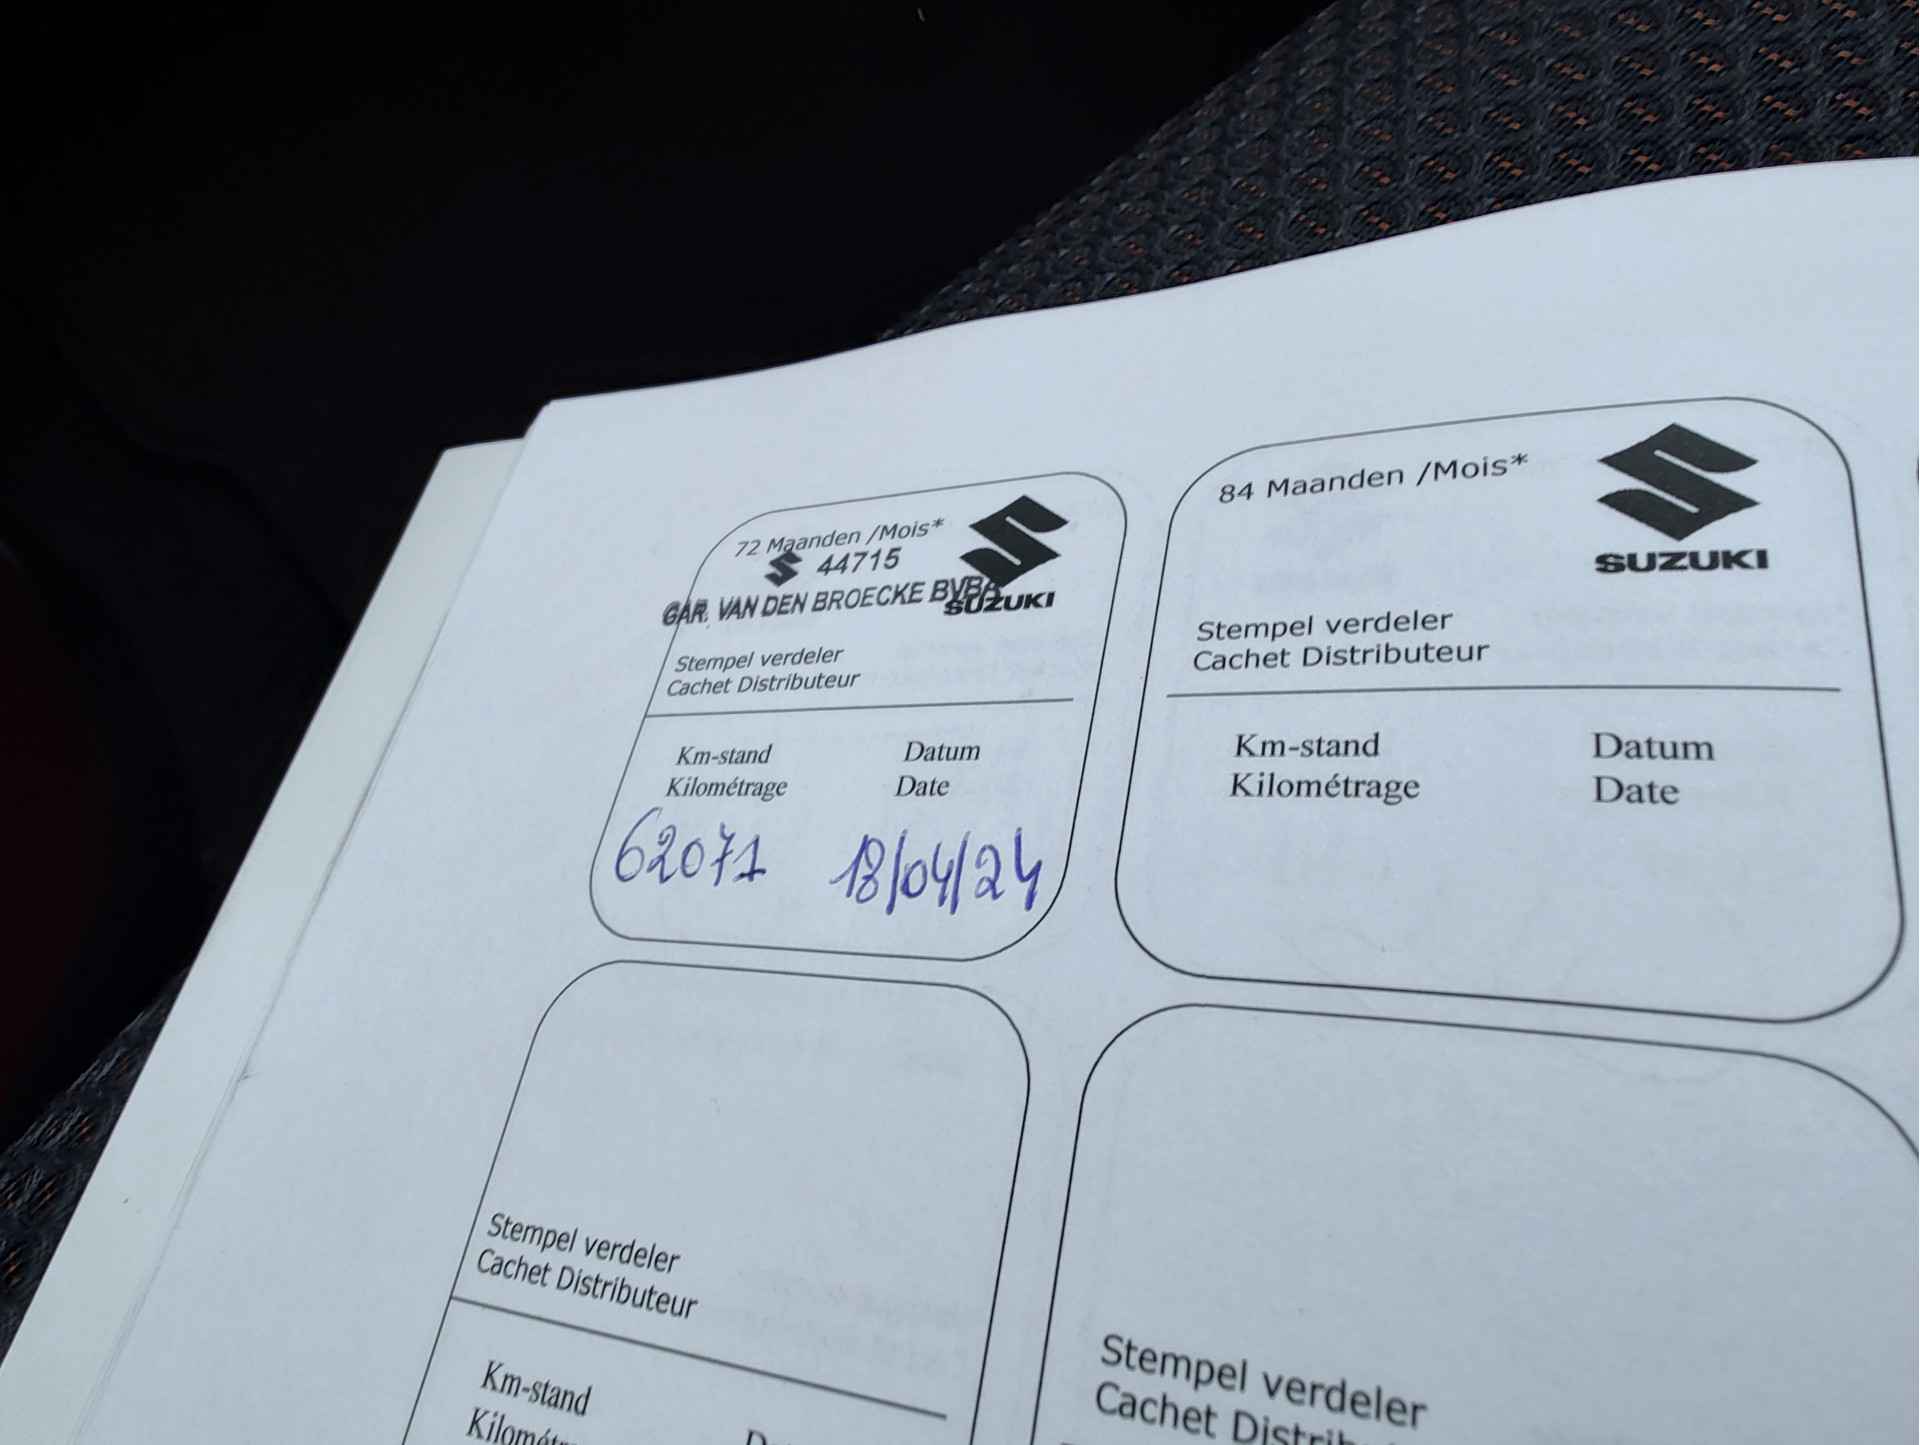 72 Maanden /Mois*
44715
GAR. VAN DEN BROECKE BVBA
SUZUKI
Stempel verdeler
Cachet Distributeur
Km-stand Datum
Kilométrage Date
62071 18/04/24
84 Maanden /Mois*
SUZUKI
Stempel verdeler
Cachet Distributeur
Km-stand Datum
Kilométrage Date
Stempel verdeler
Cachet Distributeur
Km-stand
Stempel verdeler
Cachet